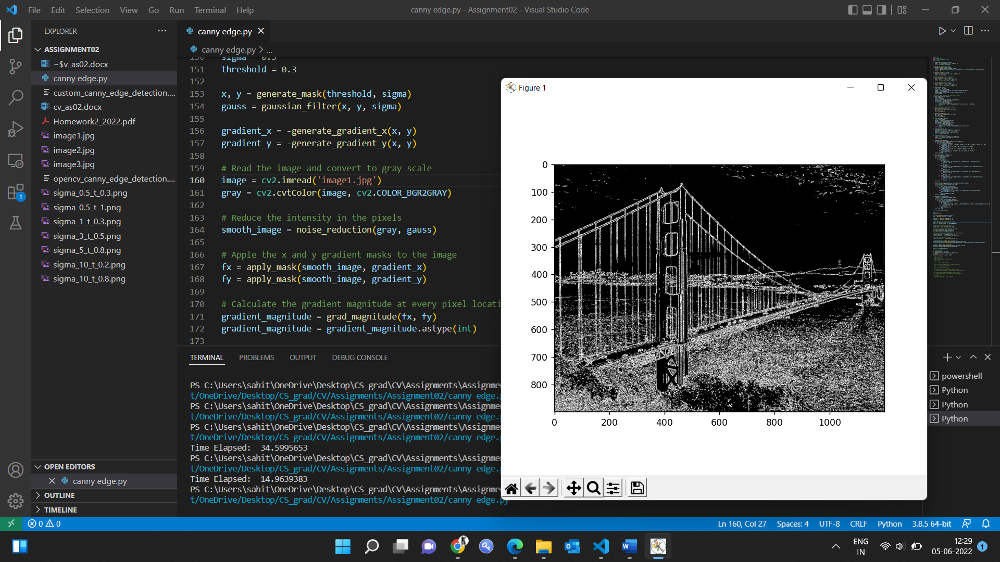 File Edit Selection View Go Run Terminal Help
canny edge.py - Assignment02 - Visual Studio Code
EXPLORER
ASSIGNMENT02
~$v_as02.docx
canny edge.py
custom_canny_edge_detection....
cv_as02.docx
Homework2_2022.pdf
image1.jpg
image2.jpg
image3.jpg
opencv_canny_edge_detection....
sigma_0.5_t_0.3.png
sigma_0.5_t_1.png
sigma_1_t_0.3.png
sigma_3_t_0.5.png
sigma_5_t_0.8.png
sigma_10_t_0.2.png
sigma_10_t_0.8.png
OPEN EDITORS
canny edge.py
OUTLINE
TIMELINE
1
canny edge.py
canny edge.py > ...
150 sigma = 0.5
151 threshold = 0.3
152
153 x, y = generate_mask(threshold, sigma)
154 gauss = gaussian_filter(x, y, sigma)
155
156 gradient_x = -generate_gradient_x(x, y)
157 gradient_y = -generate_gradient_y(x, y)
158
159 # Read the image and convert to gray scale
160 image = cv2.imread('image1.jpg')
161 gray = cv2.cvtColor(image, cv2.COLOR_BGR2GRAY)
162
163 # Reduce the intensity in the pixels
164 smooth_image = noise_reduction(gray, gauss)
165
166 # Apple the x and y gradient masks to the image
167 fx = apply_mask(smooth_image, gradient_x)
168 fy = apply_mask(smooth_image, gradient_y)
169
170 # Calculate the gradient magnitude at every pixel locati
171 gradient_magnitude = grad_magnitude(fx, fy)
172 gradient_magnitude = gradient_magnitude.astype(int)
173
TERMINAL PROBLEMS OUTPUT DEBUG CONSOLE
PS C:\Users\sahit\OneDrive\Desktop\CS_grad\CV\Assignments\Assignme
t/OneDrive/Desktop/CS_grad/CV/Assignments/Assignment02/canny edge.p
PS C:\Users\sahit\OneDrive\Desktop\CS_grad\CV\Assignments\Assignme
t/OneDrive/Desktop/CS_grad/CV/Assignments/Assignment02/canny edge.p
PS C:\Users\sahit\OneDrive\Desktop\CS_grad\CV\Assignments\Assignme
t/OneDrive/Desktop/CS_grad/CV/Assignments/Assignment02/canny edge.p
Time Elapsed:  34.5995653
PS C:\Users\sahit\OneDrive\Desktop\CS_grad\CV\Assignments\Assignme
t/OneDrive/Desktop/CS_grad/CV/Assignments/Assignment02/canny edge.p
Time Elapsed:  14.9639383
PS C:\Users\sahit\OneDrive\Desktop\CS_grad\CV\Assignments\Assignme
t/OneDrive/Desktop/CS_grad/CV/Assignments/Assignment02/canny edge.py
Figure 1
0
100
200
300
400
500
600
700
800
0 200 400 600 800 1000
powershell
Python
Python
Python
0 0
Ln 160, Col 27 Spaces: 4 UTF-8 CRLF Python 3.8.5 64-bit
ENG
IN
12:29
05-06-2022
1